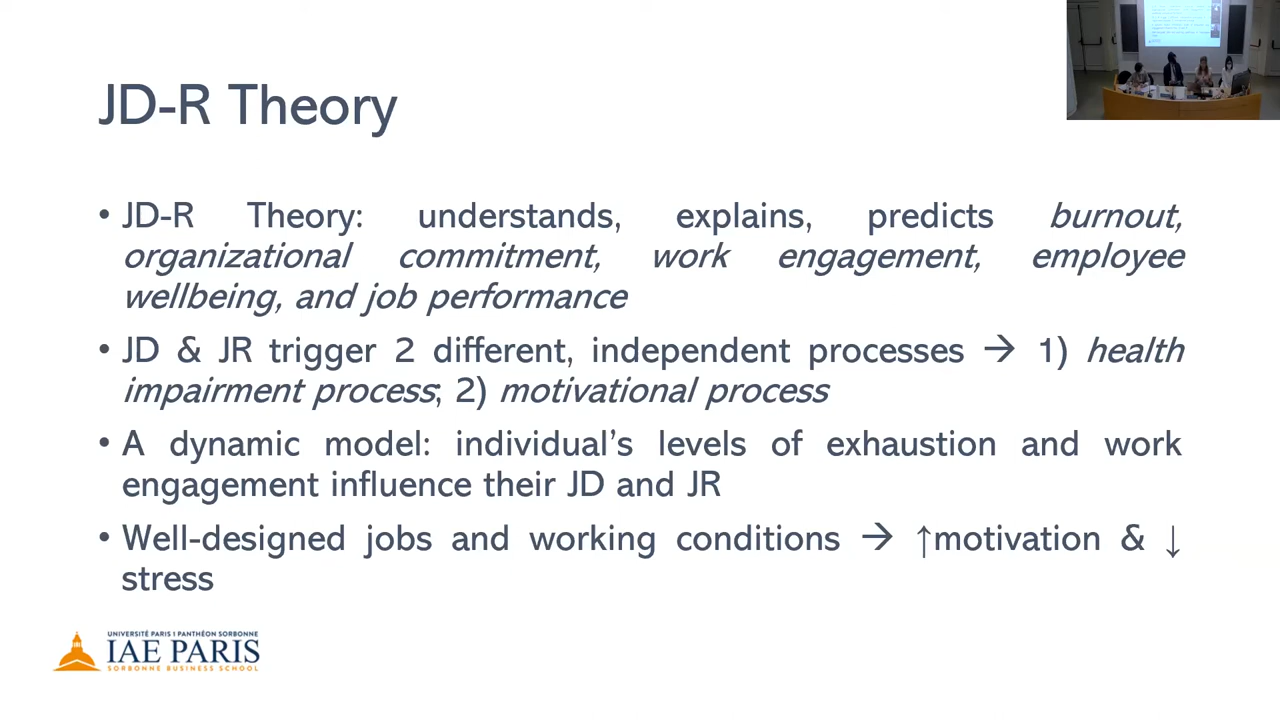 JD-R Theory
• JD-R Theory: understands, explains, predicts burnout,
organizational commitment, work engagement, employee
wellbeing, and job performance
• JD & JR trigger 2 different, independent processes → 1) health
impairment process; 2) motivational process
• A dynamic model: individual’s levels of exhaustion and work
engagement influence their JD and JR
• Well-designed jobs and working conditions → ↑motivation & ↓
stress
UNIVERSITÉ PARIS 1 PANTHÉON SORBONNE
IAE PARIS
SORBONNE BUSINESS SCHOOL